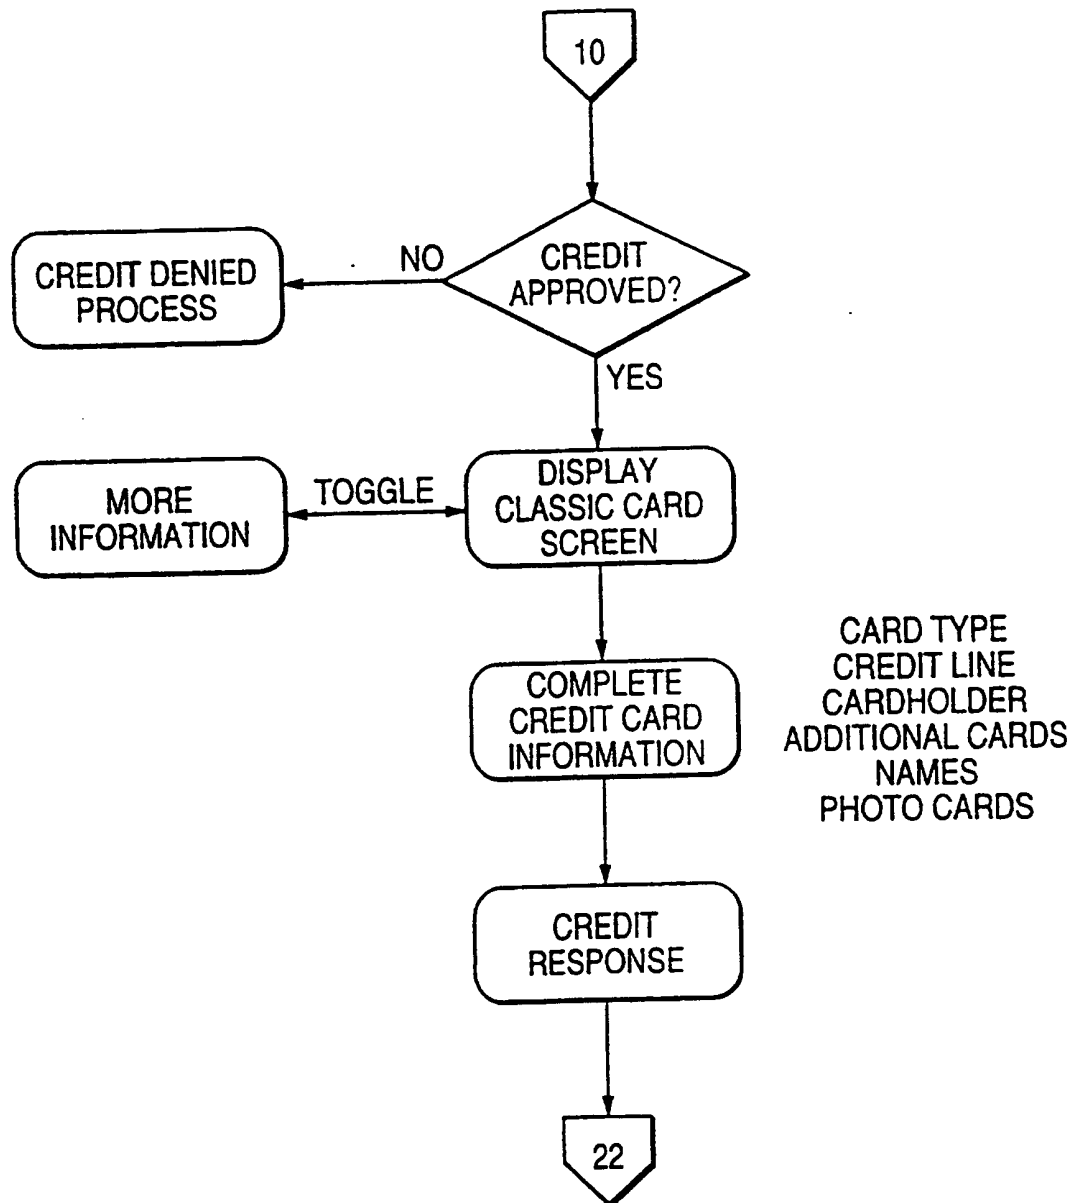 10
CREDIT
APPROVED?
NO
CREDIT DENIED
PROCESS
YES
DISPLAY
CLASSIC CARD
SCREEN
TOGGLE
MORE
INFORMATION
COMPLETE
CREDIT CARD
INFORMATION
CARD TYPE
CREDIT LINE
CARDHOLDER
ADDITIONAL CARDS
NAMES
PHOTO CARDS
CREDIT
RESPONSE
22